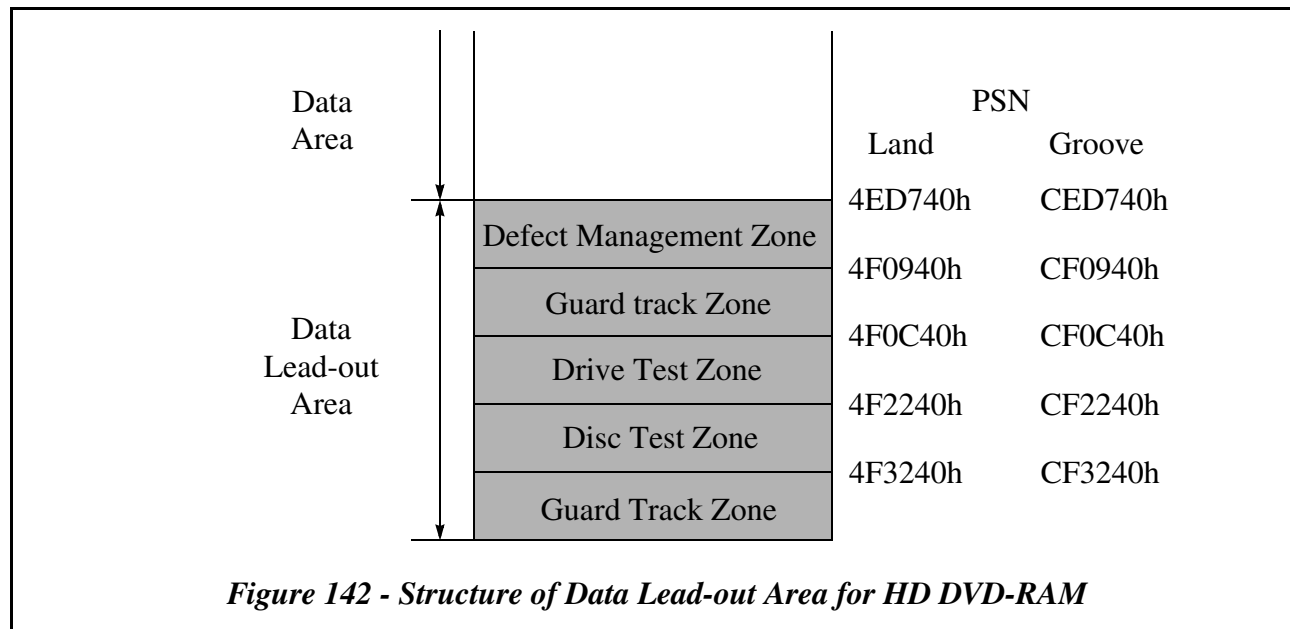 Data
Area
PSN
Land Groove
4ED740h CED740h
Defect Management Zone
4F0940h CF0940h
Guard track Zone
4F0C40h CF0C40h
Data
Lead-out
Area
Drive Test Zone
4F2240h CF2240h
Disc Test Zone
4F3240h CF3240h
Guard Track Zone
Figure 142 - Structure of Data Lead-out Area for HD DVD-RAM